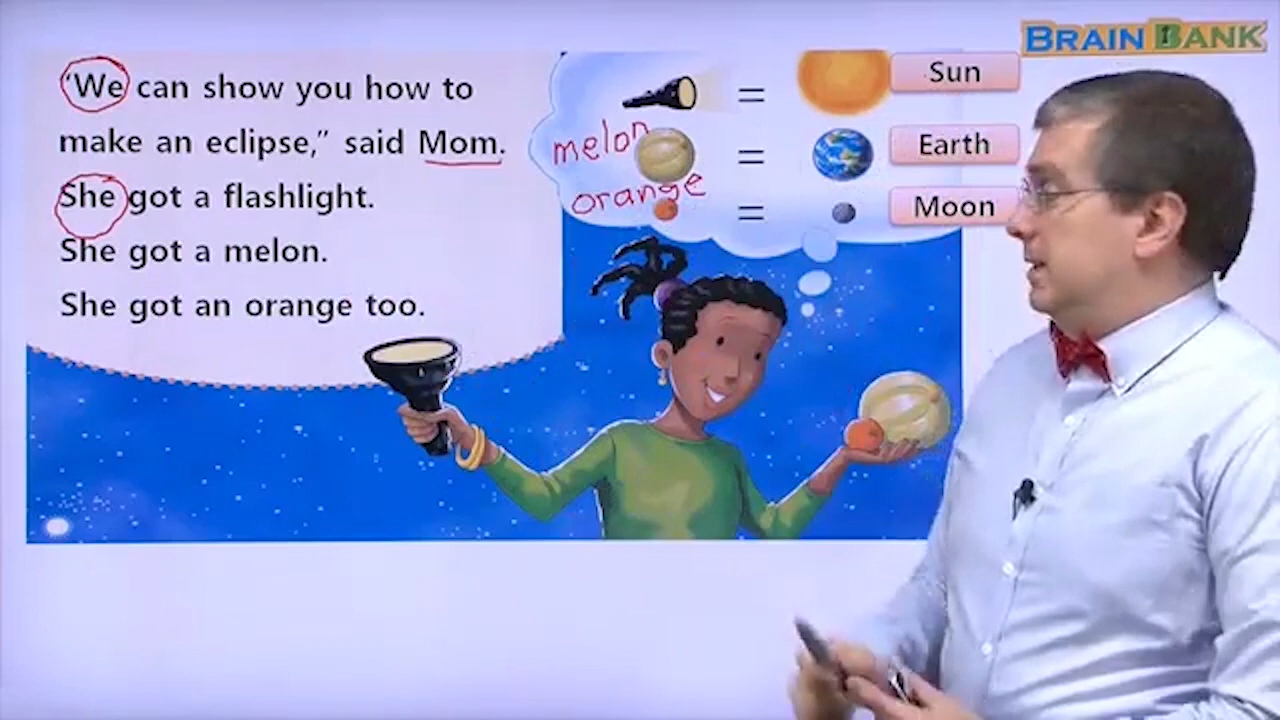 BRAIN BANK
‘We can show you how to
make an eclipse,” said Mom.
She got a flashlight.
She got a melon.
She got an orange too.
= Sun
melon = Earth
orange = Moon